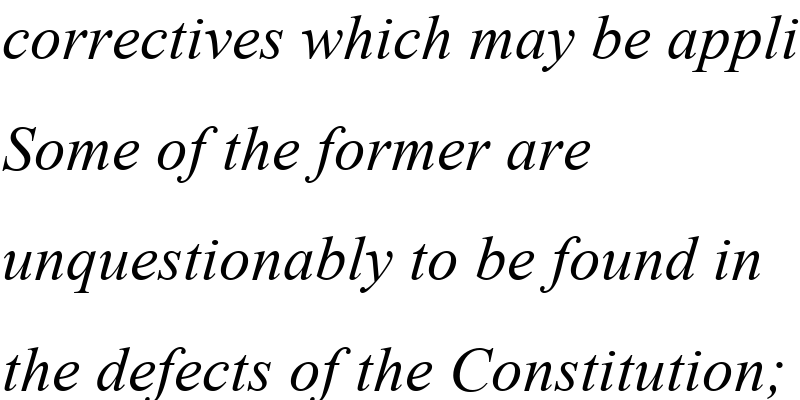 correctives which may be appli
Some of the former are
unquestionably to be found in
the defects of the Constitution;